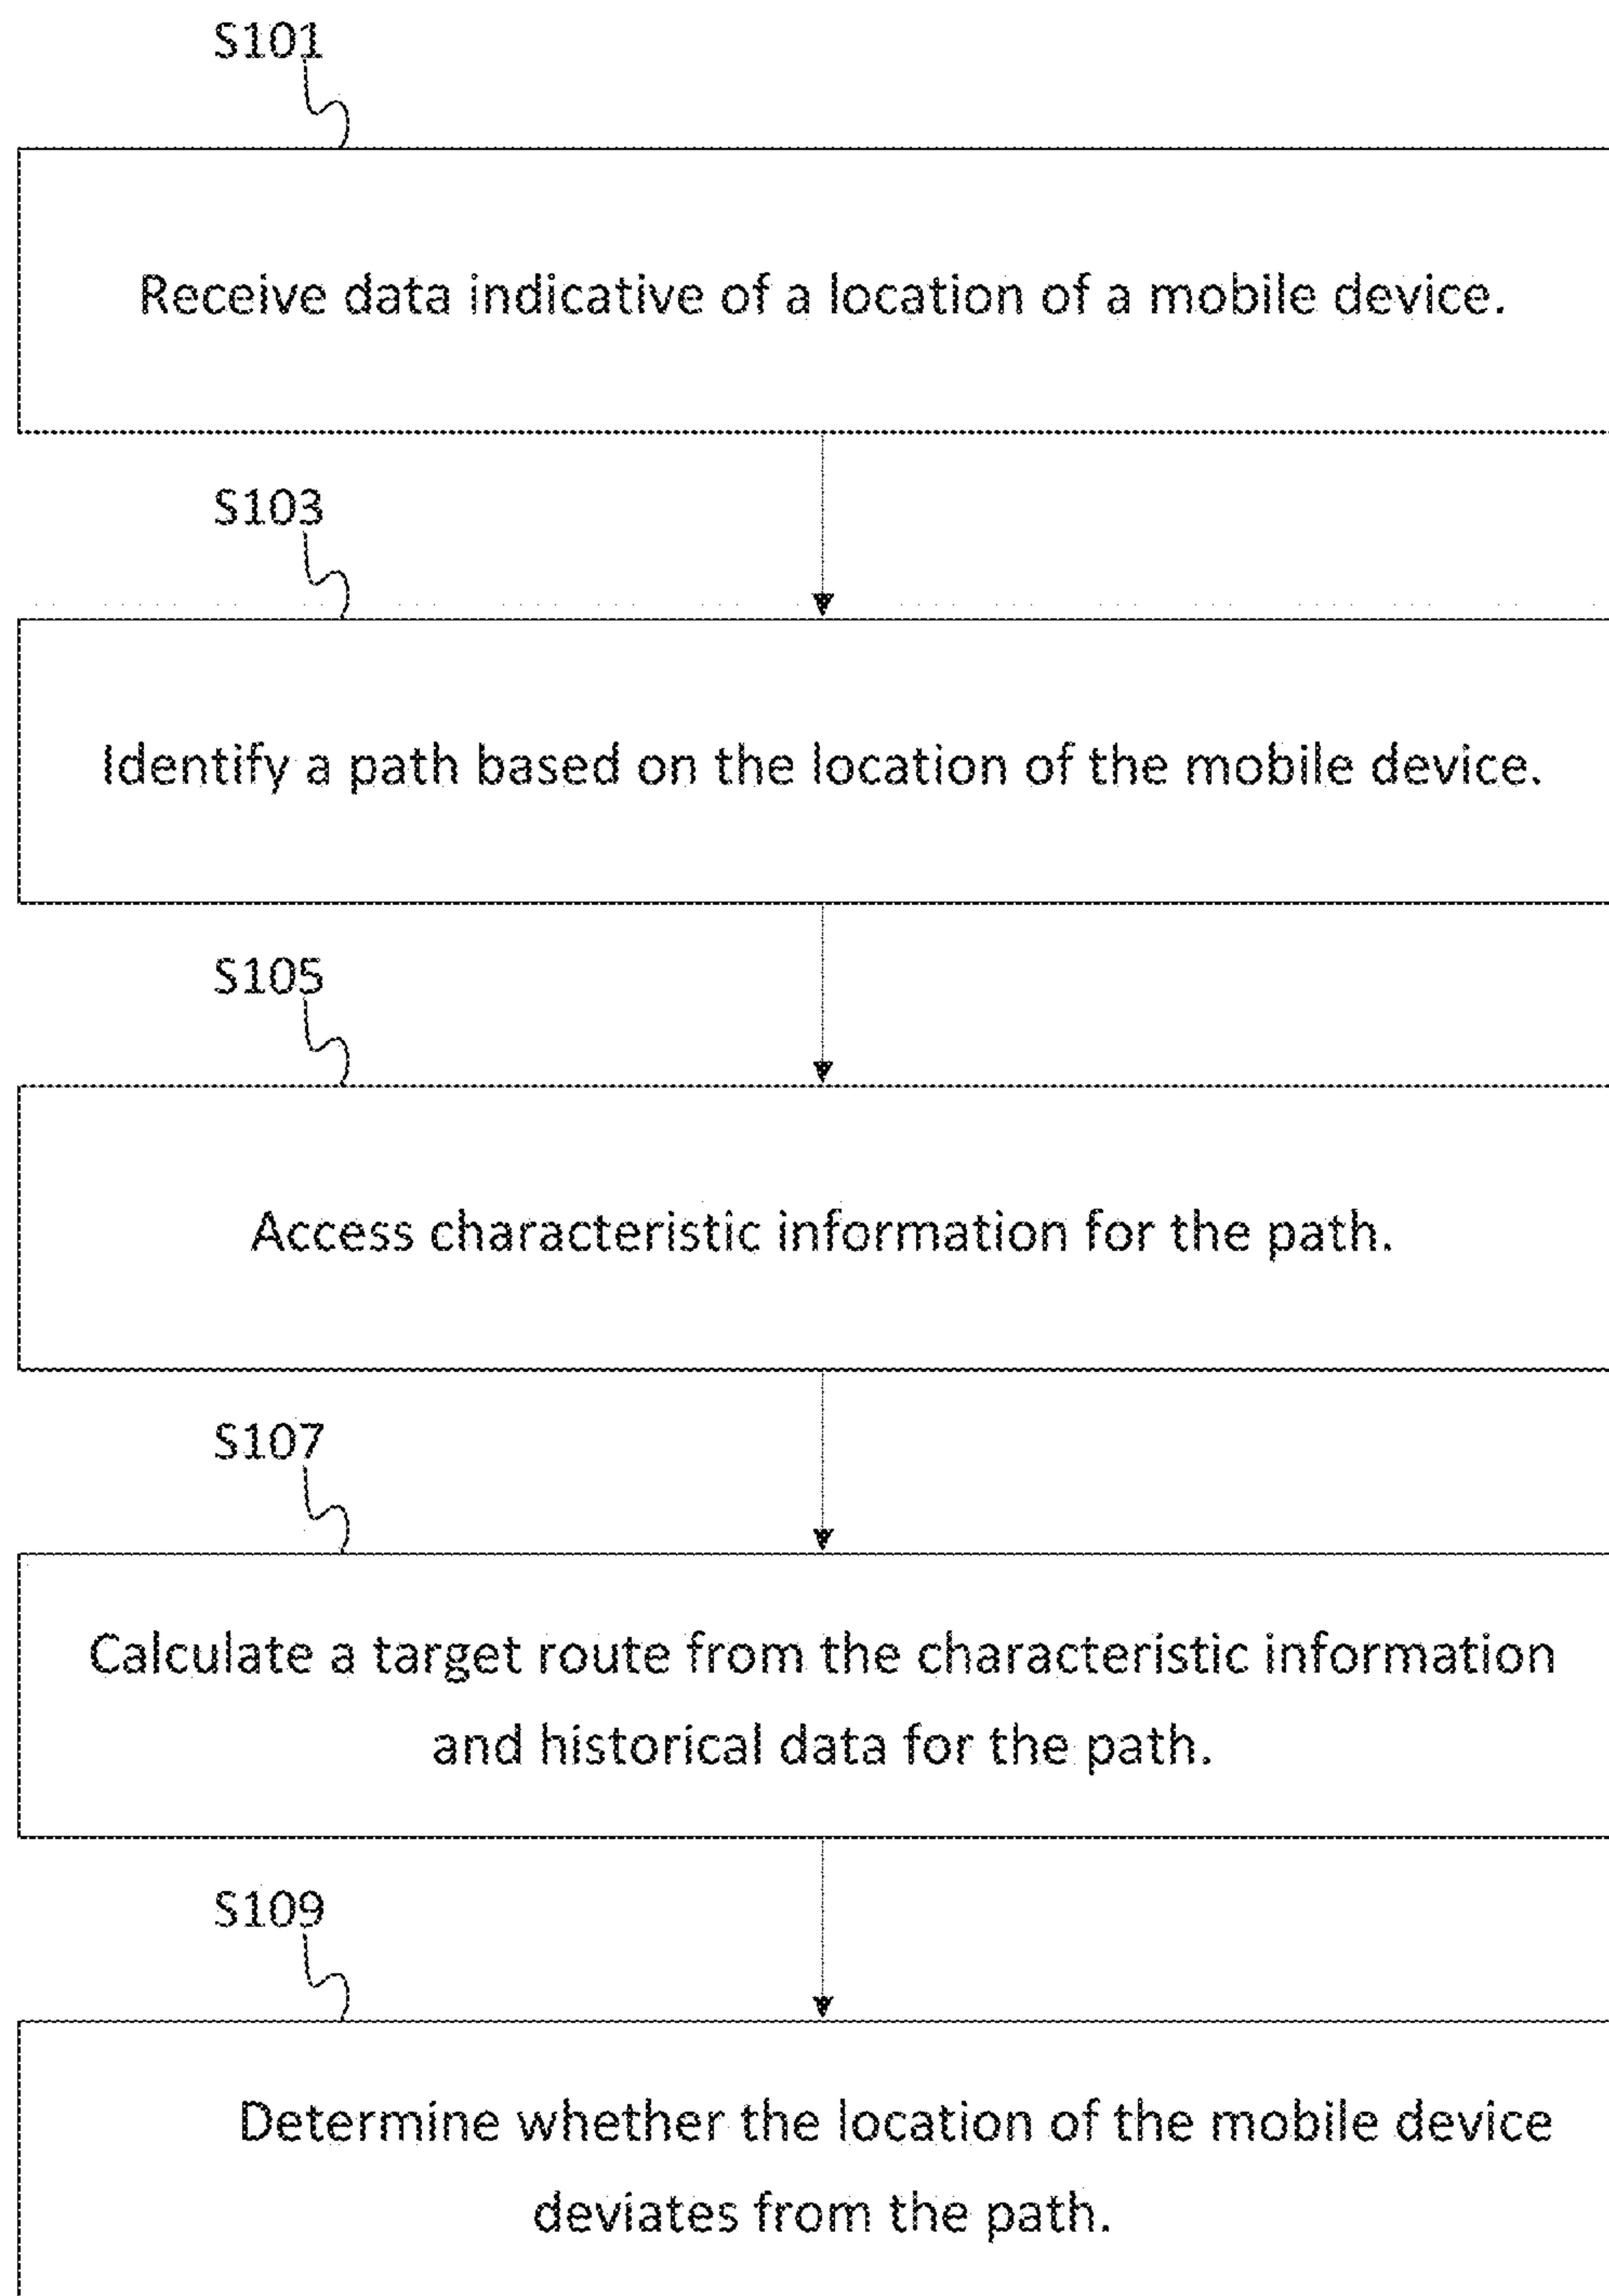 S101
Receive data indicative of a location of a mobile device.
S103
Identify a path based on the location of the mobile device.
S105
Access characteristic information for the path.
S107
Calculate a target route from the characteristic information
and historical data for the path.
S109
Determine whether the location of the mobile device
deviates from the path.